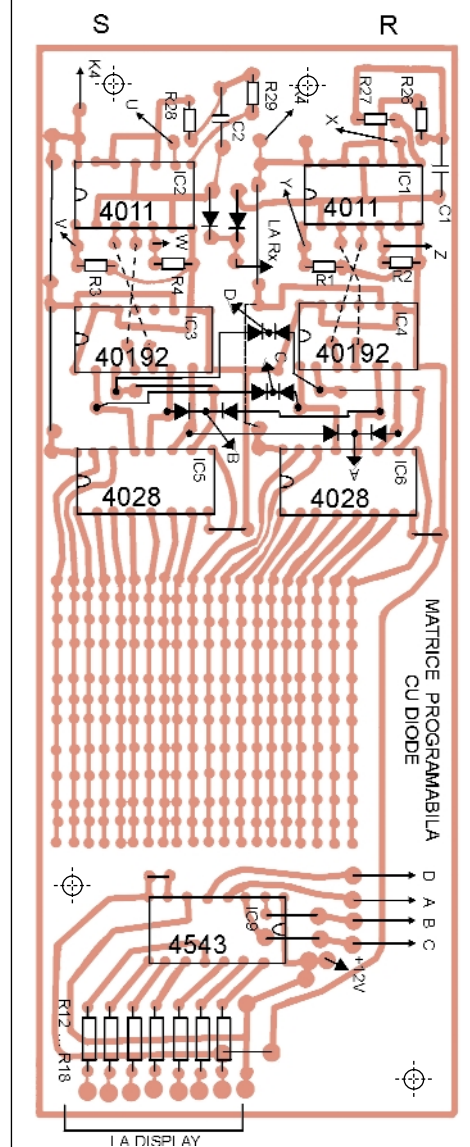 S R
K4
U
R28
C2
R29
K4
R27
R26
X
C1
IC2
4011
IC1
4011
V
W
R3
R4
LA Rx
Y
R1
R2
Z
D
IC3
40192
IC4
40192
C
B
A
IC5
4028
IC6
4028
MATRICE PROGRAMABILA
CU DIODE
D
A
B
C
IC9
4543
+12V
R12 ... R18
LA DISPLAY